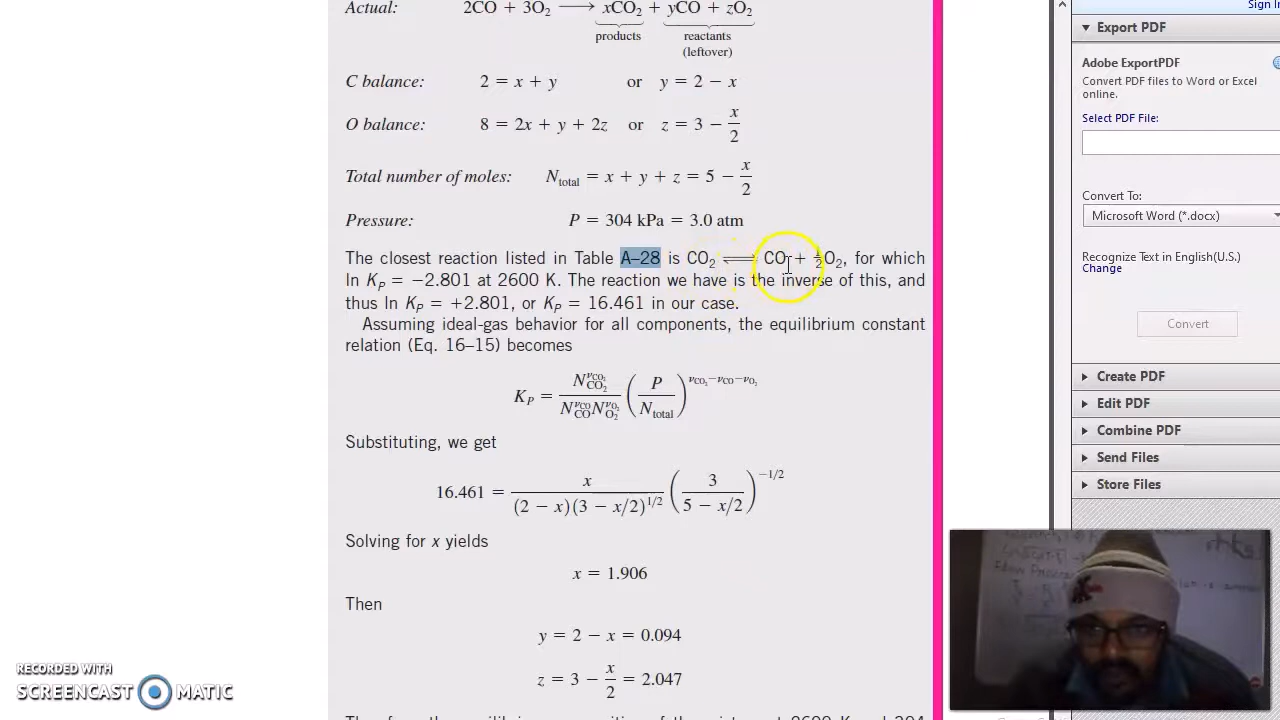 Actual: 2CO + 3O₂ ⟶ xCO₂ + yCO + zO₂
products reactants
(leftover)
C balance: 2 = x + y or y = 2 − x
O balance: 8 = 2x + y + 2z or z = 3 − x/2
Total number of moles: N_total = x + y + z = 5 − x/2
Pressure: P = 304 kPa = 3.0 atm
The closest reaction listed in Table A–28 is CO₂ ⇌ CO + ½O₂, for which
ln K_P = −2.801 at 2600 K. The reaction we have is the inverse of this, and
thus ln K_P = +2.801, or K_P = 16.461 in our case.
Assuming ideal-gas behavior for all components, the equilibrium constant
relation (Eq. 16–15) becomes
K_P = (N_CO₂^ν_CO₂ / (N_CO^ν_CO N_O₂^ν_O₂)) (P / N_total)^(ν_CO₂ − ν_CO − ν_O₂)
Substituting, we get
16.461 = x / ((2 − x)(3 − x/2)^1/2) (3 / (5 − x/2))^−1/2
Solving for x yields
x = 1.906
Then
y = 2 − x = 0.094
z = 3 − x/2 = 2.047
Sign In
Export PDF
Adobe ExportPDF
Convert PDF files to Word or Excel
online.
Select PDF File:
Convert To:
Microsoft Word (*.docx)
Recognize Text in English(U.S.)
Change
Convert
Create PDF
Edit PDF
Combine PDF
Send Files
Store Files
RECORDED WITH
SCREENCAST MATIC